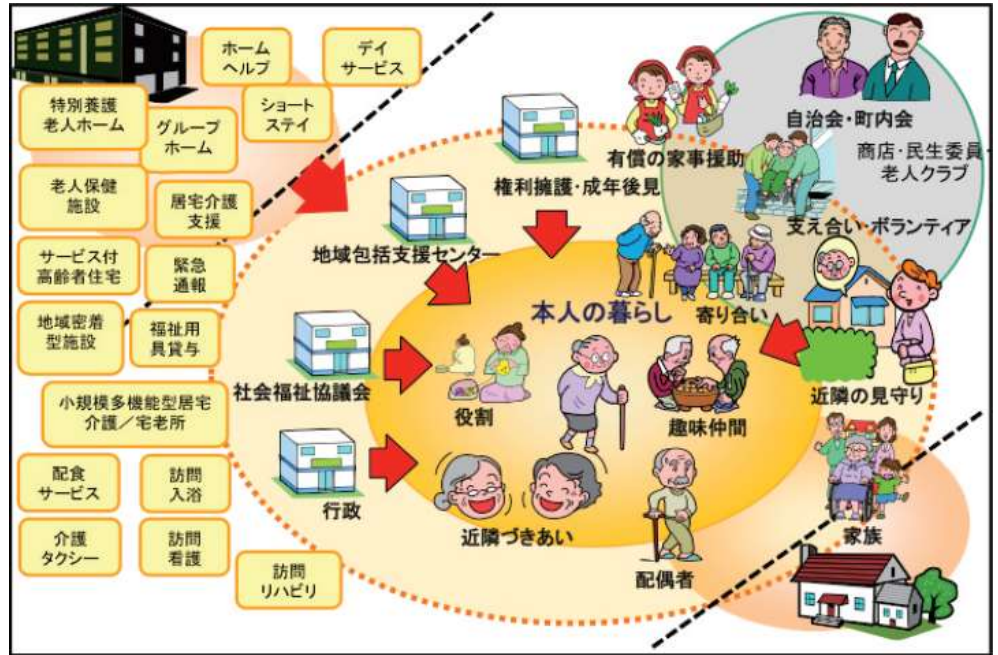 ホーム
ヘルプ
デイ
サービス
特別養護
老人ホーム
グループ
ホーム
ショート
ステイ
老人保健
施設
居宅介護
支援
サービス付
高齢者住宅
緊急
通報
地域密着
型施設
福祉用
具貸与
小規模多機能型居宅
介護／宅老所
配食
サービス
訪問
入浴
介護
タクシー
訪問
看護
訪問
リハビリ
権利擁護・成年後見
地域包括支援センター
社会福祉協議会
行政
有償の家事援助
自治会・町内会
商店・民生委員
老人クラブ
支え合い・ボランティア
本人の暮らし
寄り合い
近隣の見守り
役割
趣味仲間
近隣づきあい
配偶者
家族